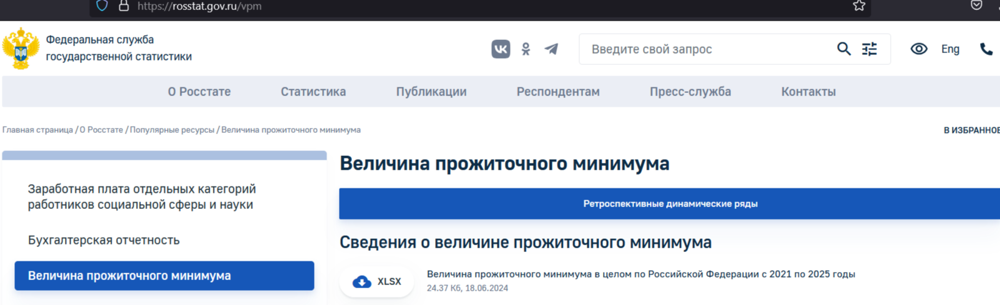 https://rosstat.gov.ru/vpm
Федеральная служба
государственной статистики
Введите свой запрос
Eng
О Росстате Статистика Публикации Респондентам Пресс-служба Контакты
Главная страница / О Росстате / Популярные ресурсы / Величина прожиточного минимума
В ИЗБРАННОЕ
Заработная плата отдельных категорий
работников социальной сферы и науки
Бухгалтерская отчетность
Величина прожиточного минимума
Величина прожиточного минимума
Ретроспективные динамические ряды
Сведения о величине прожиточного минимума
XLSX
Величина прожиточного минимума в целом по Российской Федерации с 2021 по 2025 годы
24.37 Кб, 18.06.2024